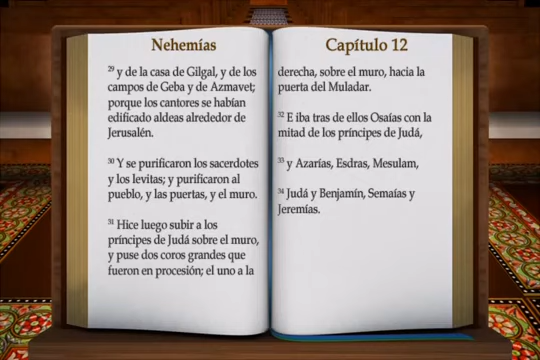 Nehemías
29 y de la casa de Gilgal, y de los
campos de Geba y de Azmavet;
porque los cantores se habían
edificado aldeas alrededor de
Jerusalén.
30 Y se purificaron los sacerdotes
y los levitas; y purificaron al
pueblo, y las puertas, y el muro.
31 Hice luego subir a los
príncipes de Judá sobre el muro,
y puse dos coros grandes que
fueron en procesión; el uno a la
Capítulo 12
derecha, sobre el muro, hacia la
puerta del Muladar.
32 E iba tras de ellos Osaías con la
mitad de los príncipes de Judá,
33 y Azarías, Esdras, Mesulam,
34 Judá y Benjamín, Semaías y
Jeremías.